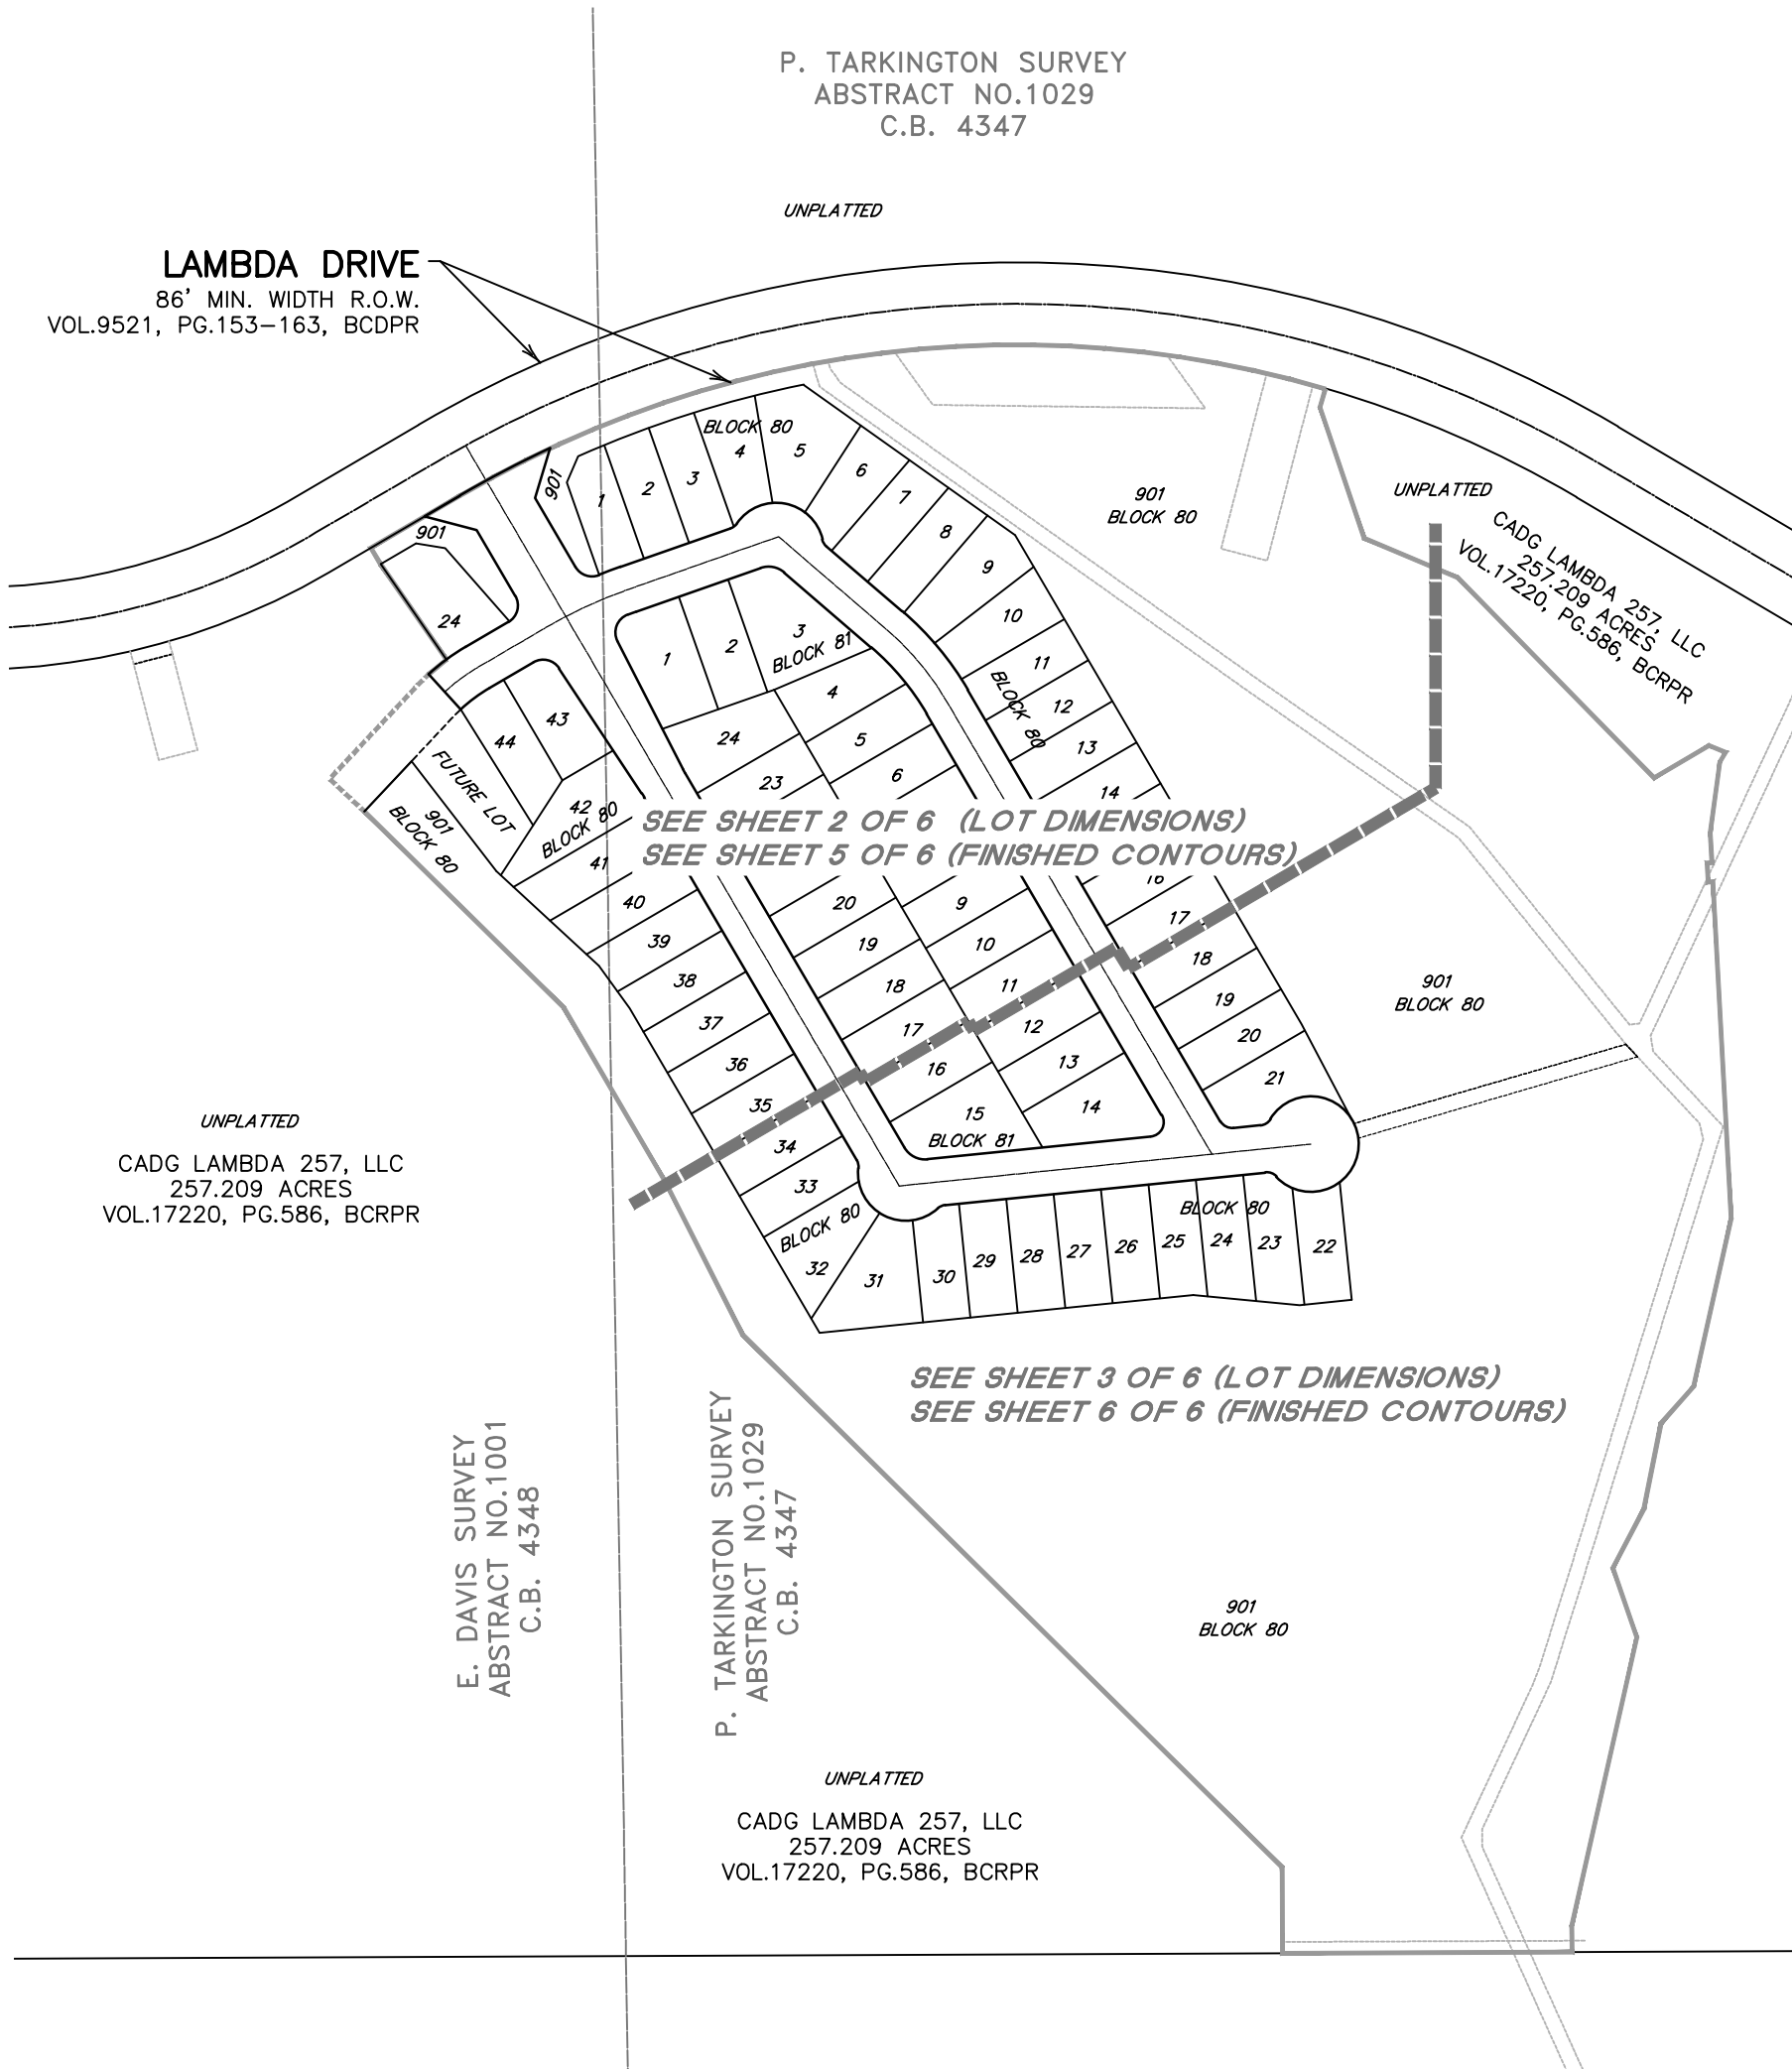 P. TARKINGTON SURVEY
ABSTRACT NO.1029
C.B. 4347
UNPLATTED
LAMBDA DRIVE
86' MIN. WIDTH R.O.W.
VOL.9521, PG.153-163, BCDPR
BLOCK 80
901
1
2
3
4
5
6
7
8
9
10
11
12
13
14
16
17
18
19
20
21
BLOCK 80
901
24
901
BLOCK 80
UNPLATTED
CADG LAMBDA 257, LLC
257.209 ACRES
VOL.17220, PG.586, BCRPR
1
2
3
BLOCK 81
4
5
6
24
23
43
44
FUTURE LOT
901
BLOCK 80
42
BLOCK 80
41
SEE SHEET 2 OF 6 (LOT DIMENSIONS)
SEE SHEET 5 OF 6 (FINISHED CONTOURS)
40
39
38
37
36
35
34
33
BLOCK 80
32
31
20
19
18
17
16
15
BLOCK 81
9
10
11
12
13
14
901
BLOCK 80
BLOCK 80
30
29
28
27
26
25
24
23
22
UNPLATTED
CADG LAMBDA 257, LLC
257.209 ACRES
VOL.17220, PG.586, BCRPR
SEE SHEET 3 OF 6 (LOT DIMENSIONS)
SEE SHEET 6 OF 6 (FINISHED CONTOURS)
E. DAVIS SURVEY
ABSTRACT NO.1001
C.B. 4348
P. TARKINGTON SURVEY
ABSTRACT NO.1029
C.B. 4347
901
BLOCK 80
UNPLATTED
CADG LAMBDA 257, LLC
257.209 ACRES
VOL.17220, PG.586, BCRPR